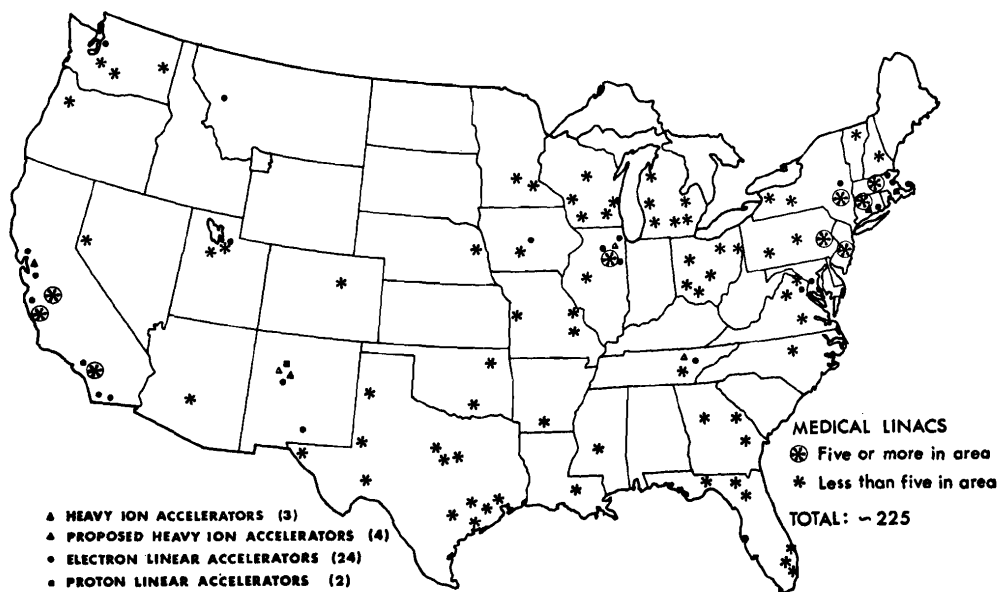 MEDICAL LINACS
Five or more in area
Less than five in area
TOTAL: ~225
HEAVY ION ACCELERATORS (3)
PROPOSED HEAVY ION ACCELERATORS (4)
ELECTRON LINEAR ACCELERATORS (24)
PROTON LINEAR ACCELERATORS (2)